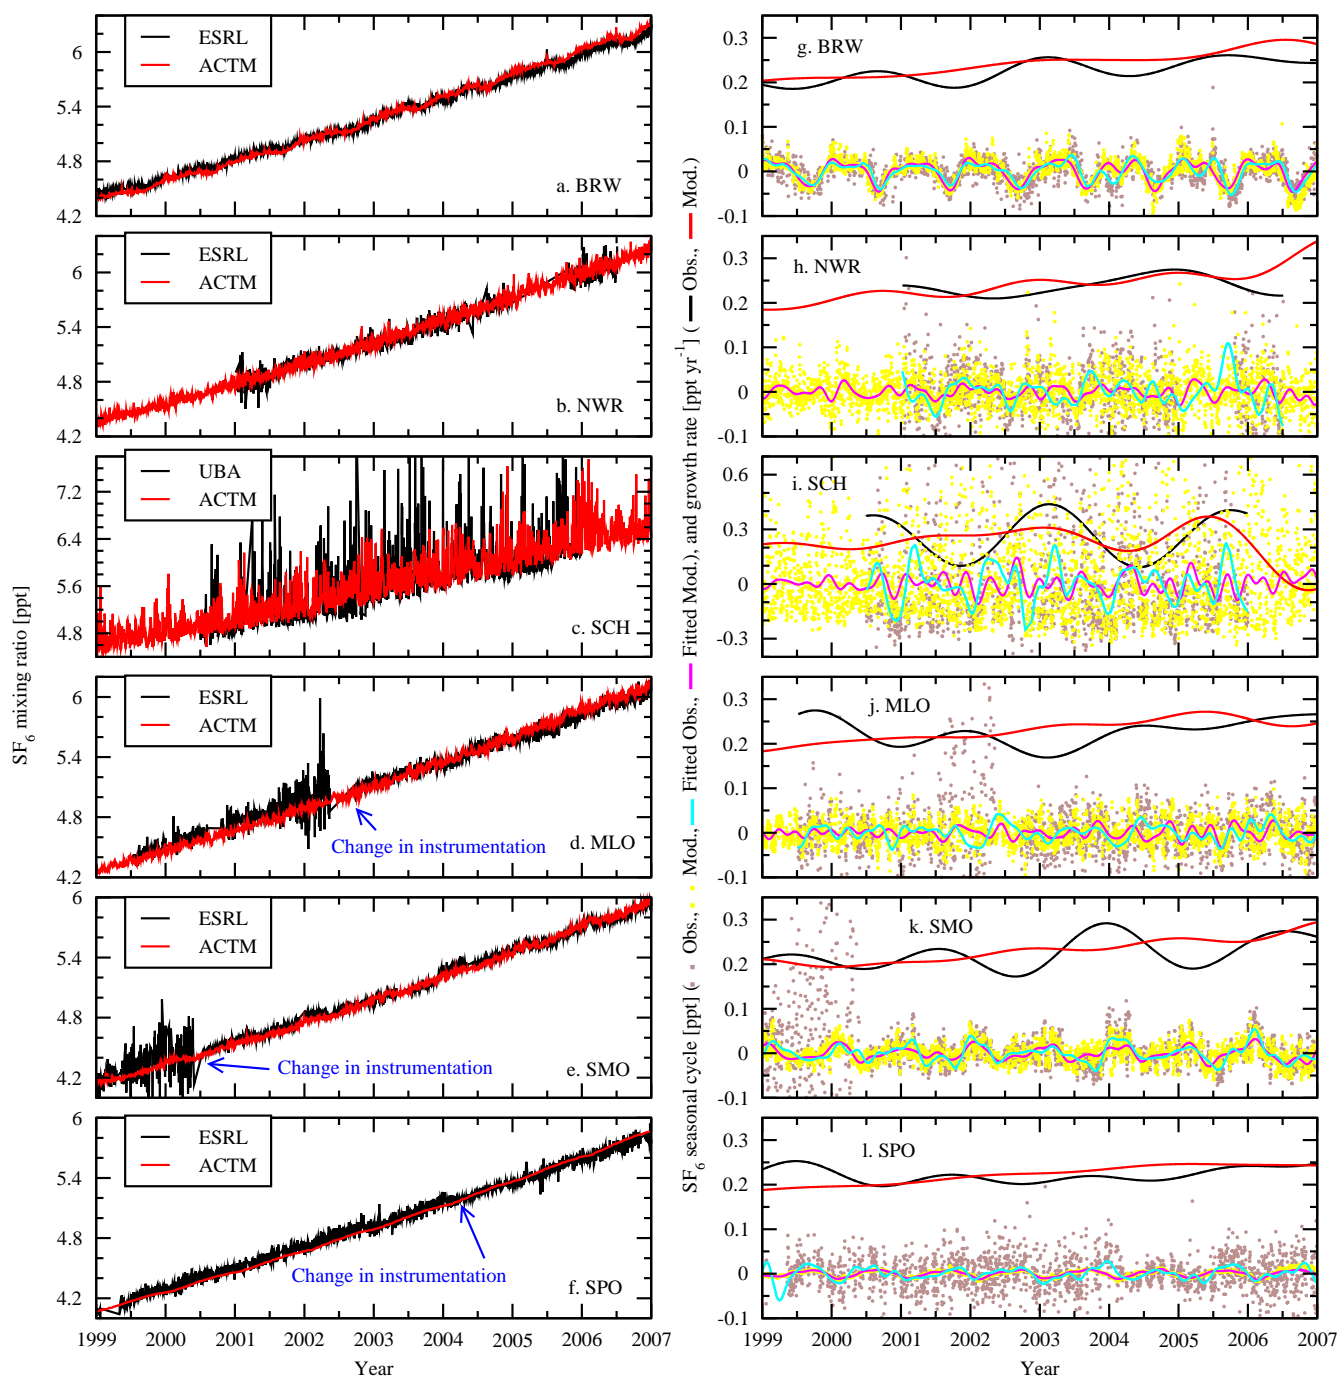 SF6 mixing ratio [ppt]
6
5.4
4.8
4.2
ESRL
ACTM
a. BRW
6
5.4
4.8
4.2
ESRL
ACTM
b. NWR
7.2
6.4
5.6
4.8
UBA
ACTM
c. SCH
6
5.4
4.8
4.2
ESRL
ACTM
Change in instrumentation
d. MLO
6
5.4
4.8
4.2
ESRL
ACTM
Change in instrumentation
e. SMO
6
5.4
4.8
4.2
ESRL
ACTM
Change in instrumentation
f. SPO
1999 2000 2001 2002 2003 2004 2005 2006 2007
Year
SF6 seasonal cycle [ppt] ( Obs., Mod., Fitted Obs., Fitted Mod.), and growth rate [ppt yr-1] ( Obs., Mod.)
0.3
0.2
0.1
0
-0.1
g. BRW
0.3
0.2
0.1
0
-0.1
h. NWR
0.6
0.3
0
-0.3
i. SCH
0.3
0.2
0.1
0
-0.1
j. MLO
0.3
0.2
0.1
0
-0.1
k. SMO
0.3
0.2
0.1
0
-0.1
l. SPO
1999 2000 2001 2002 2003 2004 2005 2006 2007
Year